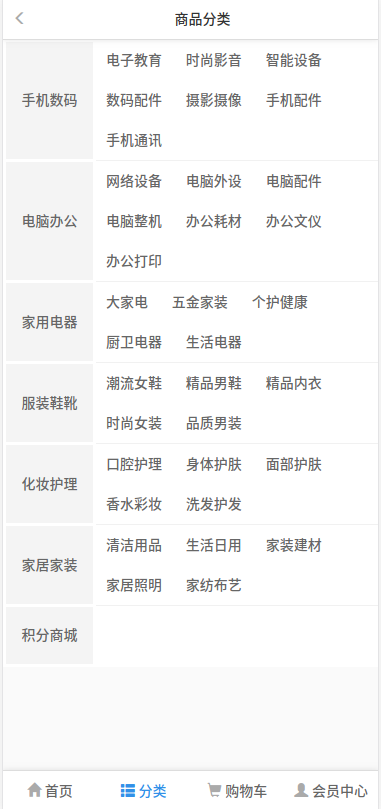 商品分类
手机数码
电子教育 时尚影音 智能设备
数码配件 摄影摄像 手机配件
手机通讯
电脑办公
网络设备 电脑外设 电脑配件
电脑整机 办公耗材 办公文仪
办公打印
家用电器
大家电 五金家装 个护健康
厨卫电器 生活电器
服装鞋靴
潮流女鞋 精品男鞋 精品内衣
时尚女装 品质男装
化妆护理
口腔护理 身体护肤 面部护肤
香水彩妆 洗发护发
家居家装
清洁用品 生活日用 家装建材
家居照明 家纺布艺
积分商城
首页 分类 购物车 会员中心